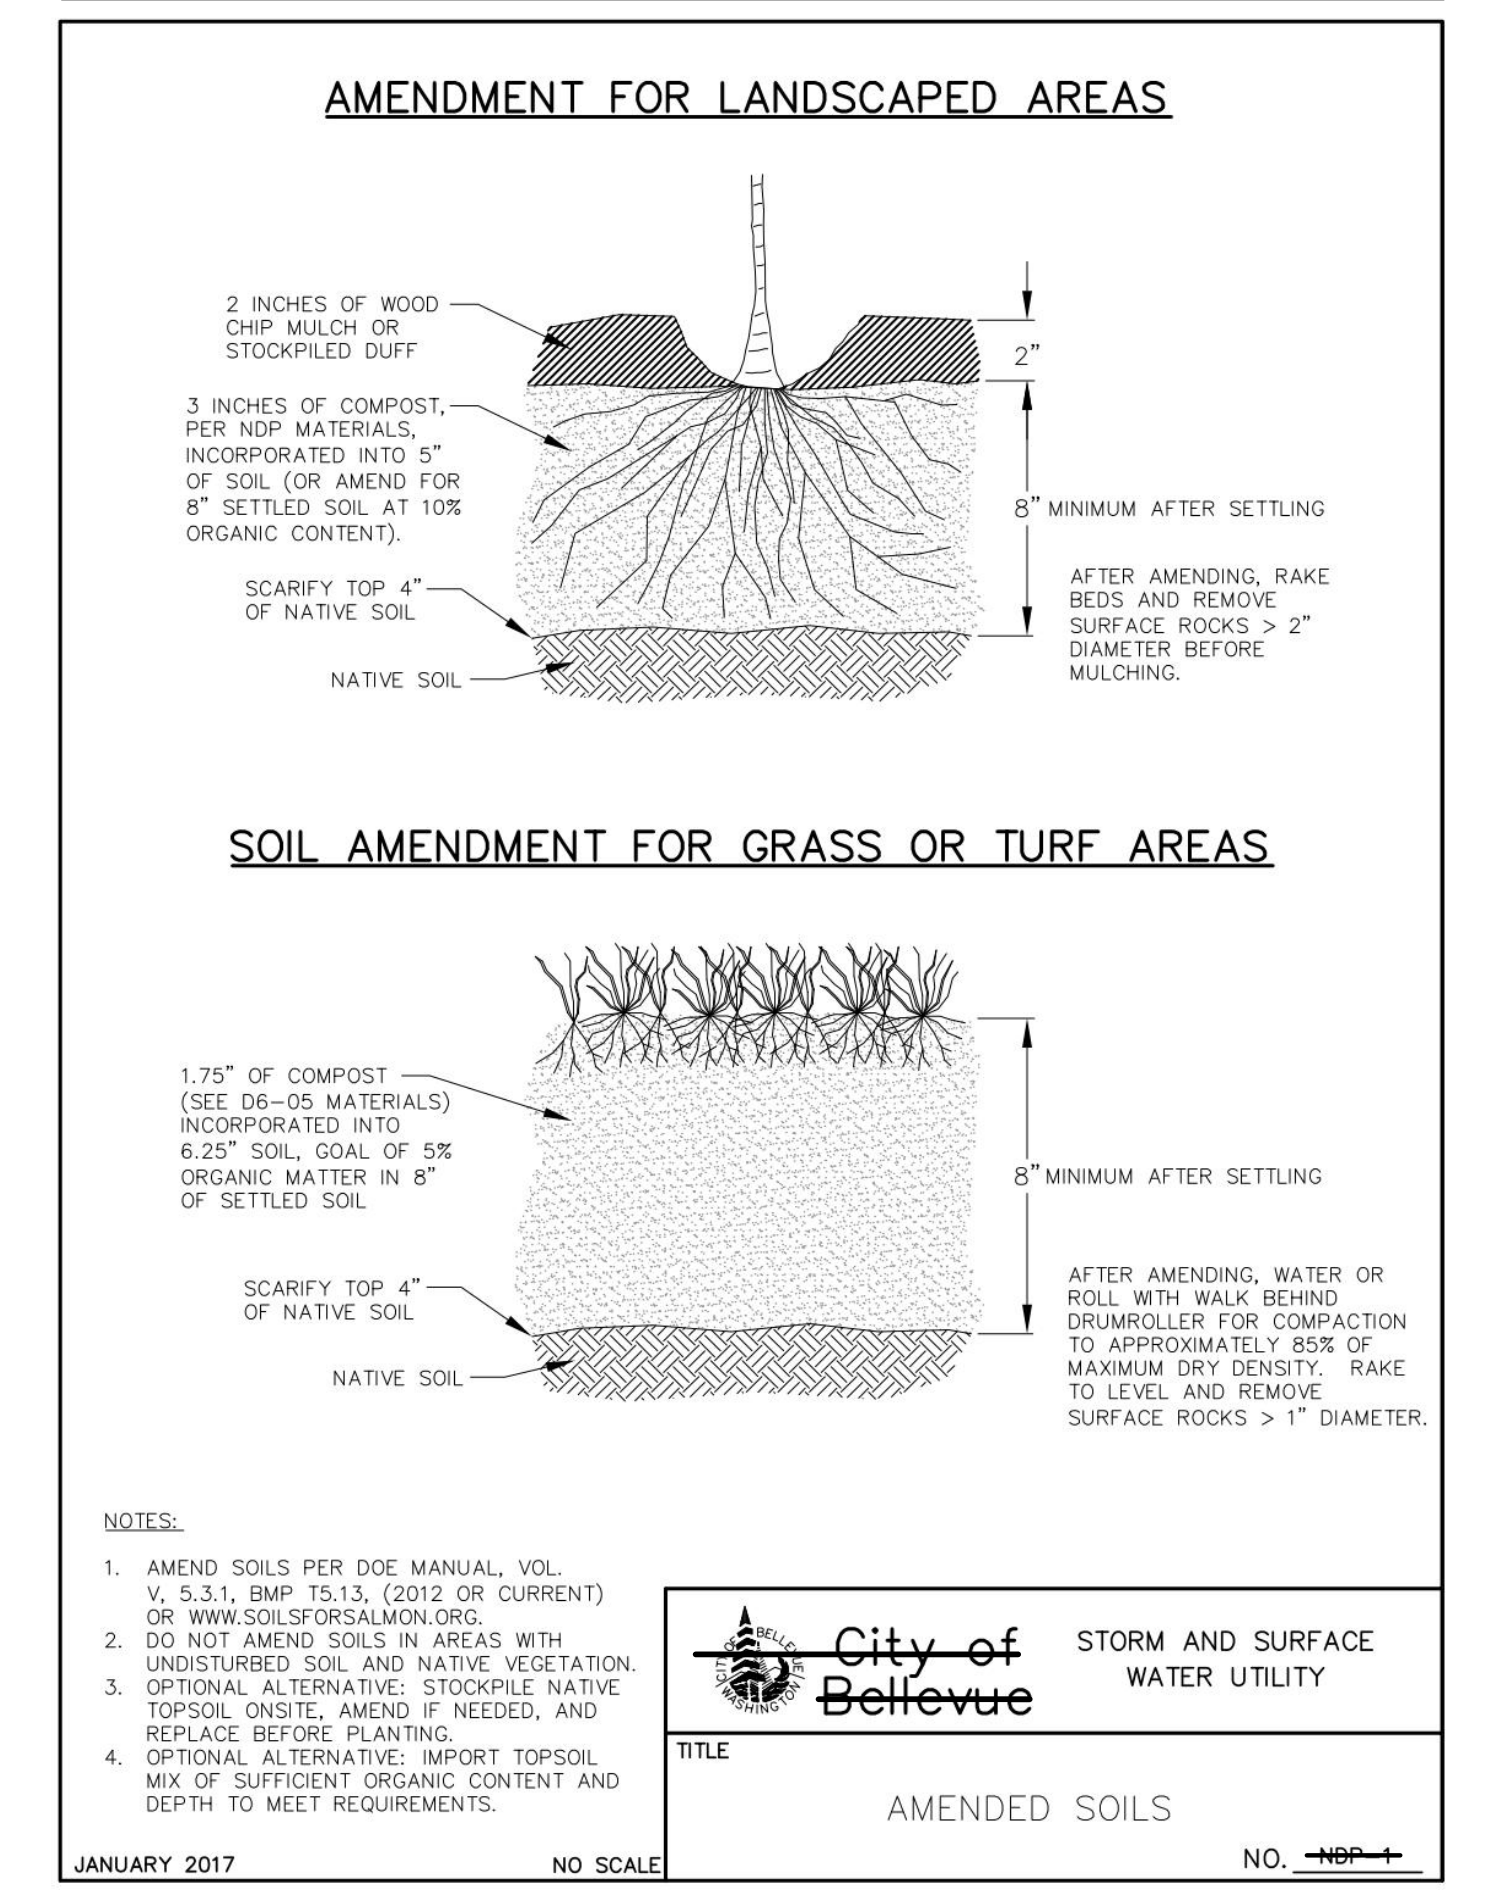 AMENDMENT FOR LANDSCAPED AREAS
2 INCHES OF WOOD
CHIP MULCH OR
STOCKPILED DUFF
2"
3 INCHES OF COMPOST,
PER NDP MATERIALS,
INCORPORATED INTO 5"
OF SOIL (OR AMEND FOR
8" SETTLED SOIL AT 10%
ORGANIC CONTENT).
8" MINIMUM AFTER SETTLING
SCARIFY TOP 4"
OF NATIVE SOIL
NATIVE SOIL
AFTER AMENDING, RAKE
BEDS AND REMOVE
SURFACE ROCKS > 2"
DIAMETER BEFORE
MULCHING.
SOIL AMENDMENT FOR GRASS OR TURF AREAS
1.75" OF COMPOST
(SEE D6-05 MATERIALS)
INCORPORATED INTO
6.25" SOIL, GOAL OF 5%
ORGANIC MATTER IN 8"
OF SETTLED SOIL
8" MINIMUM AFTER SETTLING
SCARIFY TOP 4"
OF NATIVE SOIL
NATIVE SOIL
AFTER AMENDING, WATER OR
ROLL WITH WALK BEHIND
DRUMROLLER FOR COMPACTION
TO APPROXIMATELY 85% OF
MAXIMUM DRY DENSITY. RAKE
TO LEVEL AND REMOVE
SURFACE ROCKS > 1" DIAMETER.
NOTES:
1. AMEND SOILS PER DOE MANUAL, VOL.
V, 5.3.1, BMP T5.13, (2012 OR CURRENT)
OR WWW.SOILSFORSALMON.ORG.
2. DO NOT AMEND SOILS IN AREAS WITH
UNDISTURBED SOIL AND NATIVE VEGETATION.
3. OPTIONAL ALTERNATIVE: STOCKPILE NATIVE
TOPSOIL ONSITE, AMEND IF NEEDED, AND
REPLACE BEFORE PLANTING.
4. OPTIONAL ALTERNATIVE: IMPORT TOPSOIL
MIX OF SUFFICIENT ORGANIC CONTENT AND
DEPTH TO MEET REQUIREMENTS.
JANUARY 2017
NO SCALE
CITY OF BELLEVUE
WASHINGTON
City of
Bellevue
STORM AND SURFACE
WATER UTILITY
TITLE
AMENDED SOILS
NO. NDP-1